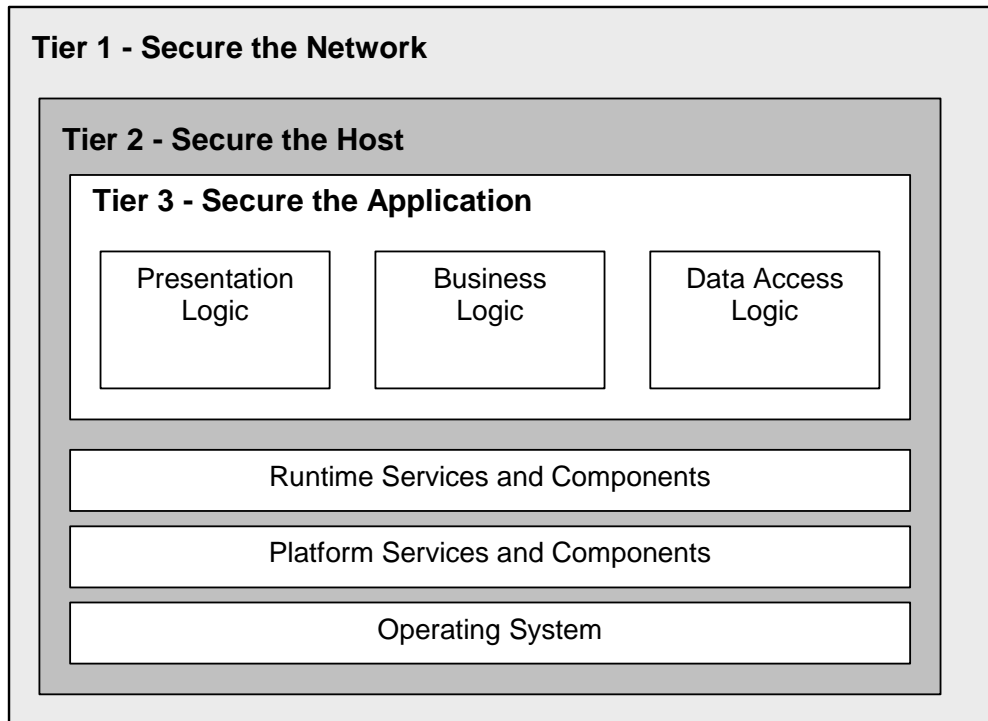 Tier 1 - Secure the Network
Tier 2 - Secure the Host
Tier 3 - Secure the Application
Presentation
Logic
Business
Logic
Data Access
Logic
Runtime Services and Components
Platform Services and Components
Operating System